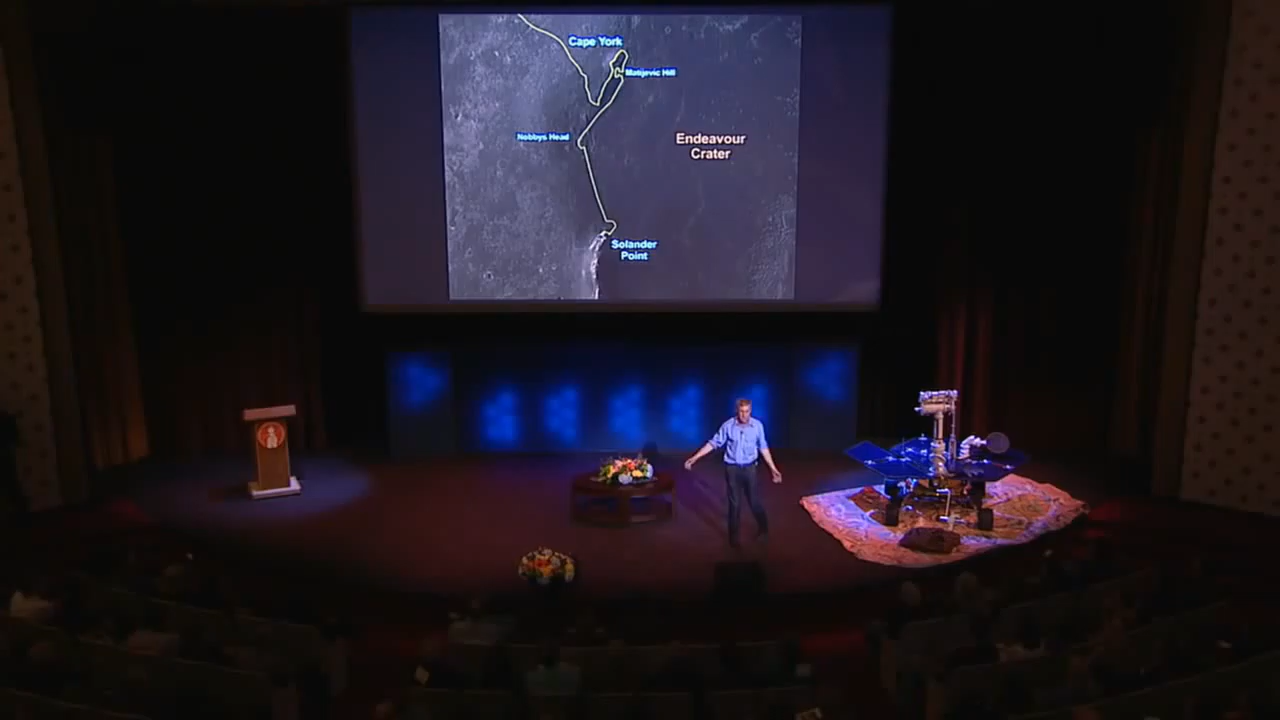 Cape York
Matijevic Hill
Nobbys Head
Endeavour
Crater
Solander
Point